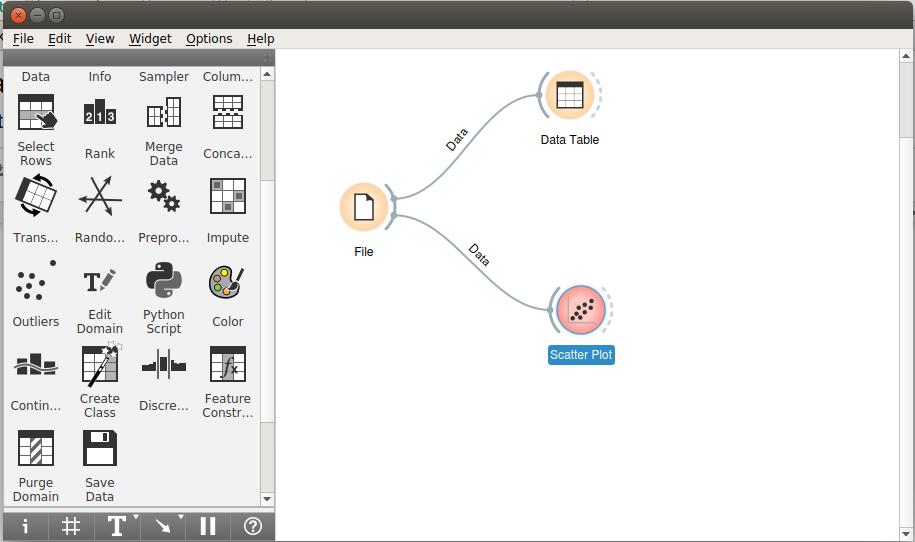 File Edit View Widget Options Help
Data Info Sampler Colum...
Select Rows
Rank
Merge Data
Conca...
Trans... Rando... Prepro... Impute
Outliers
Edit Domain
Python Script
Color
Contin...
Create Class
Discre...
Feature Constr...
Purge Domain
Save Data
Data
Data Table
File
Data
Scatter Plot